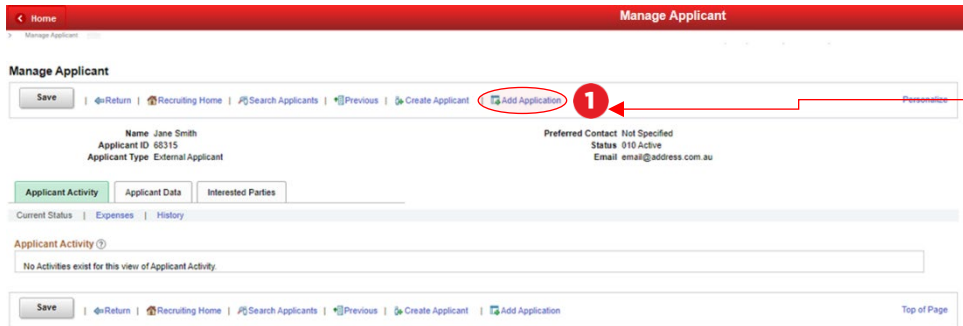 Home
Manage Applicant
Manage Applicant
Manage Applicant
Save | Return | Recruiting Home | Search Applicants | Previous | Create Applicant | Add Application 1 Personalize
Name Jane Smith Preferred Contact Not Specified
Applicant ID 68315 Status 010 Active
Applicant Type External Applicant Email email@address.com.au
Applicant Activity Applicant Data Interested Parties
Current Status | Expenses | History
Applicant Activity ?
No Activities exist for this view of Applicant Activity.
Save | Return | Recruiting Home | Search Applicants | Previous | Create Applicant | Add Application Top of Page